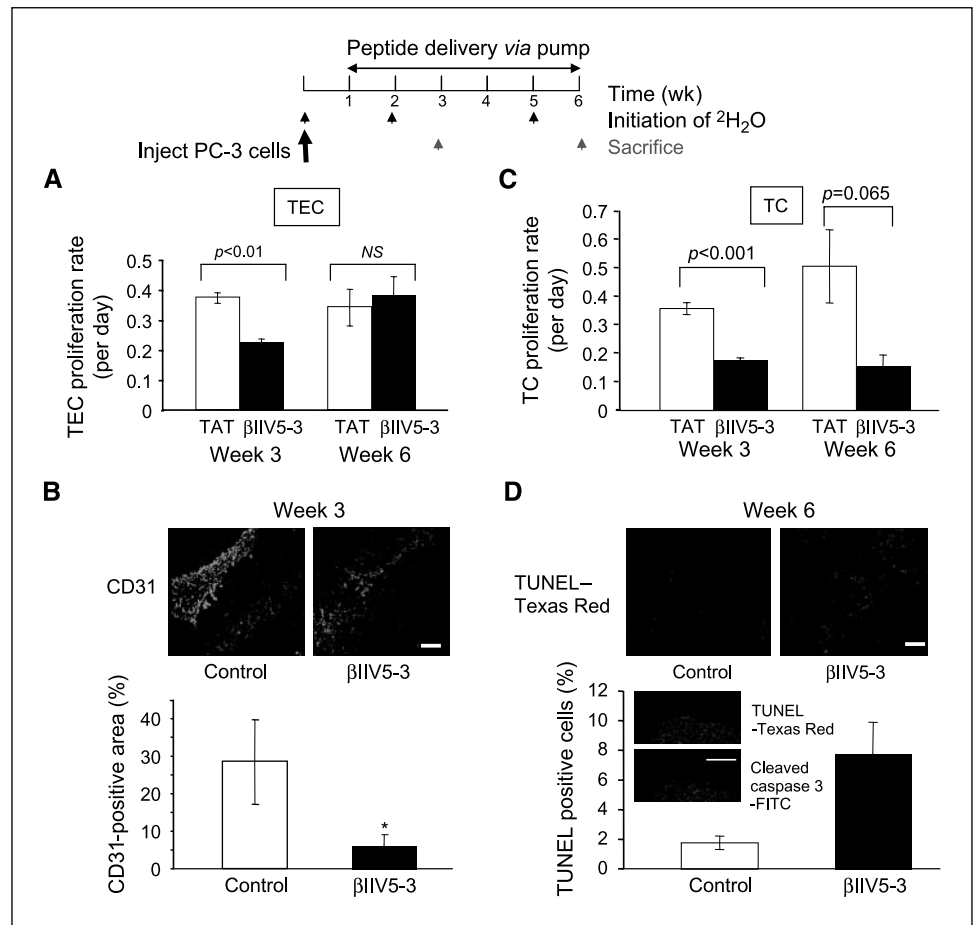 Peptide delivery via pump
1 2 3 4 5 6
Time (wk)
Initiation of ²H₂O
Inject PC-3 cells
Sacrifice
A
TEC
p<0.01
NS
TEC proliferation rate
(per day)
0.5
0.4
0.3
0.2
0.1
0
TAT βIIV5-3 TAT βIIV5-3
Week 3 Week 6
C
TC
p=0.065
p<0.001
TC proliferation rate
(per day)
0.7
0.6
0.5
0.4
0.3
0.2
0.1
0
TAT βIIV5-3 TAT βIIV5-3
Week 3 Week 6
B
Week 3
CD31
Control βIIV5-3
CD31-positive area (%)
40
30
20
10
0
*
Control βIIV5-3
D
Week 6
TUNEL–
Texas Red
Control βIIV5-3
TUNEL positive cells (%)
12
10
8
6
4
2
0
TUNEL
-Texas Red
Cleaved
caspase 3
-FITC
Control βIIV5-3